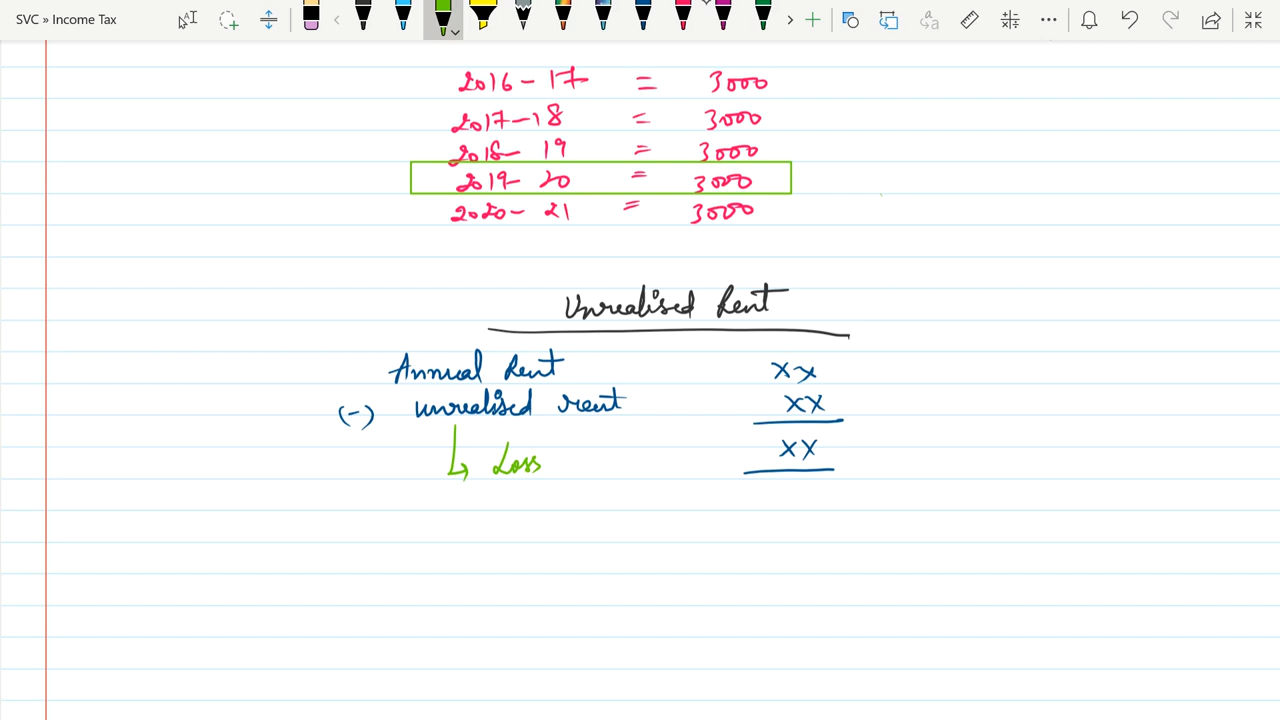 SVC » Income Tax
2016-17 = 3000
2017-18 = 3000
2018-19 = 3000
2019-20 = 3000
2020-21 = 3000
Unrealised Rent
Annual Rent xx
(-) unrealised rent xx
↳ Loss xx